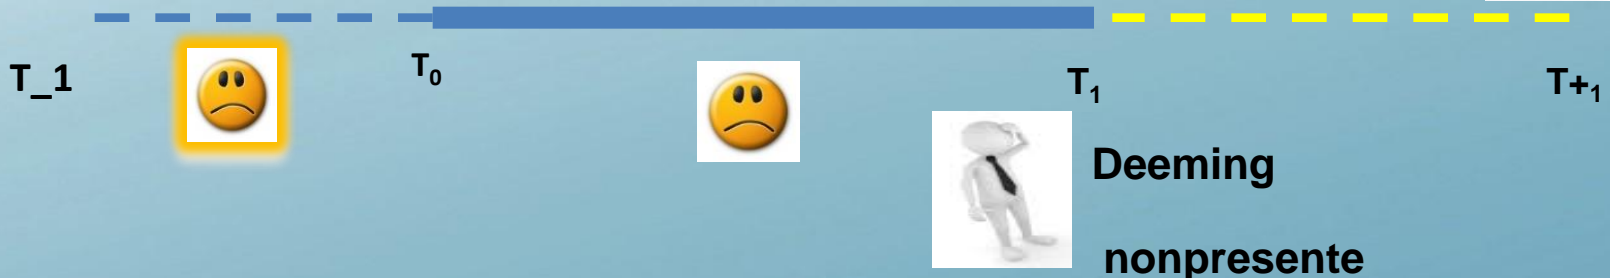 T_1 T₀ T₁ T+₁
Deeming
nonpresente